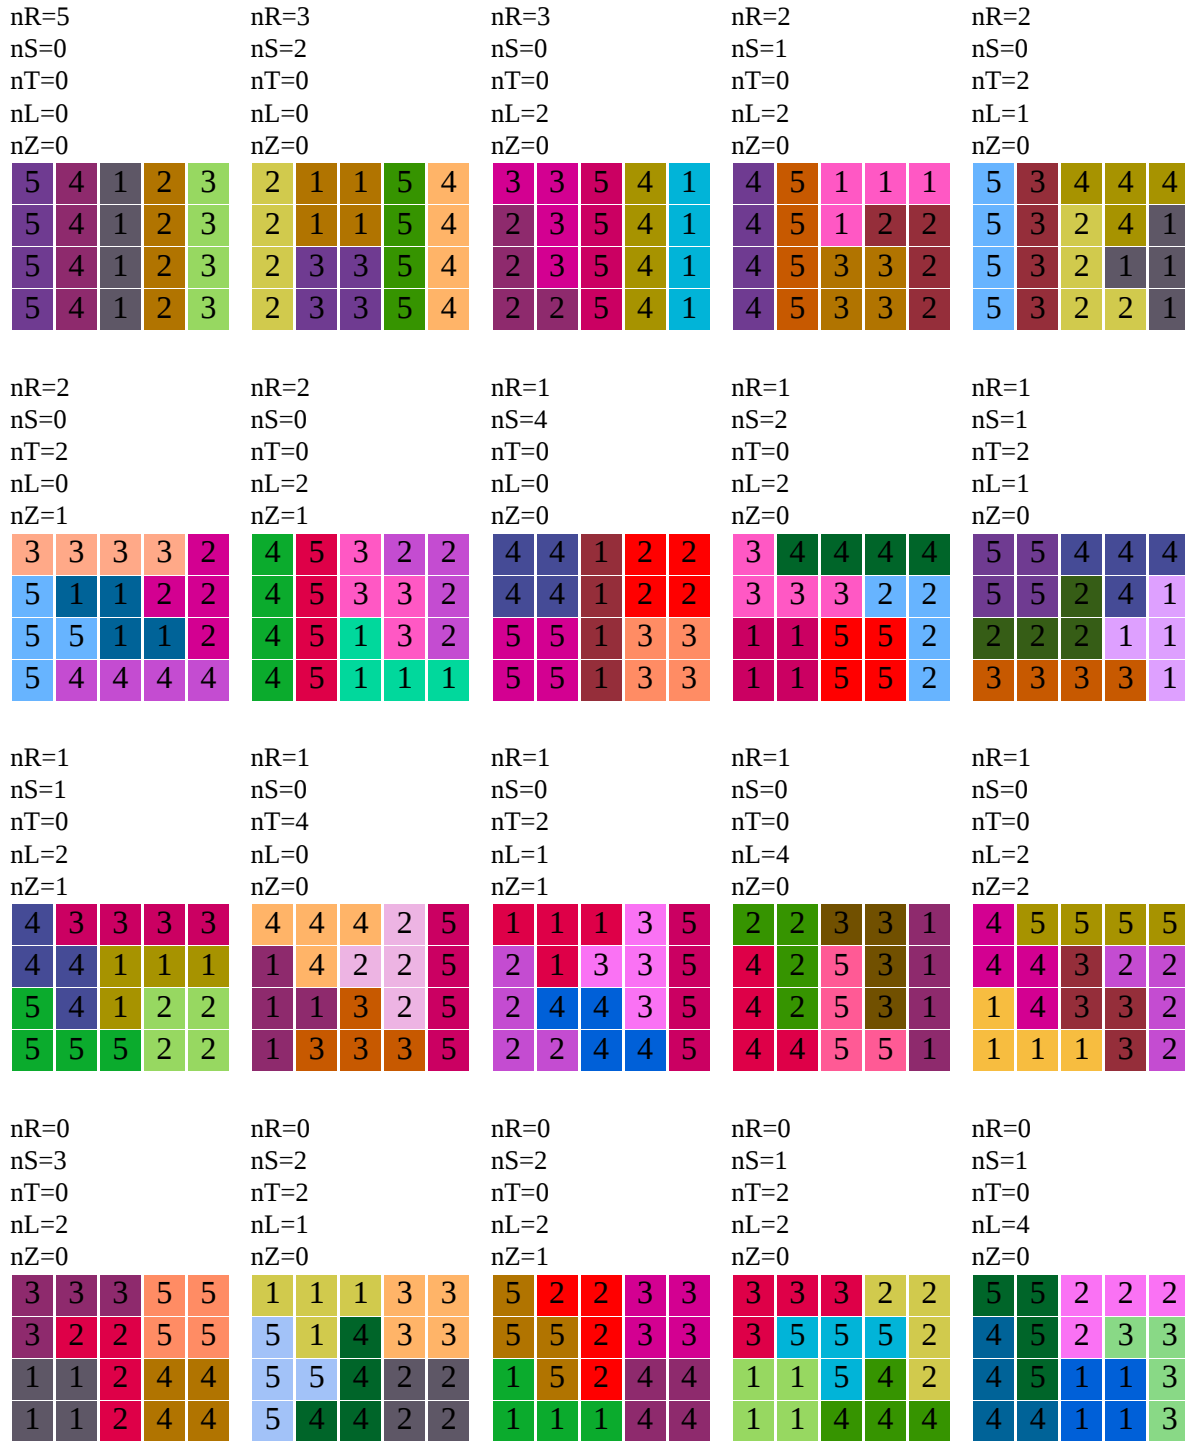 nR=5 nR=3 nR=3 nR=2 nR=2
nS=0 nS=2 nS=0 nS=1 nS=0
nT=0 nT=0 nT=0 nT=0 nT=2
nL=0 nL=0 nL=2 nL=2 nL=1
nZ=0 nZ=0 nZ=0 nZ=0 nZ=0
5 4 1 2 3 2 1 1 5 4 3 3 5 4 1 4 5 1 1 1 5 3 4 4 4
5 4 1 2 3 2 1 1 5 4 2 3 5 4 1 4 5 1 2 2 5 3 2 4 1
5 4 1 2 3 2 3 3 5 4 2 3 5 4 1 4 5 3 3 2 5 3 2 1 1
5 4 1 2 3 2 3 3 5 4 2 2 5 4 1 4 5 3 3 2 5 3 2 2 1
nR=2 nR=2 nR=1 nR=1 nR=1
nS=0 nS=0 nS=4 nS=2 nS=1
nT=2 nT=0 nT=0 nT=0 nT=2
nL=0 nL=2 nL=0 nL=2 nL=1
nZ=1 nZ=1 nZ=0 nZ=0 nZ=0
3 3 3 3 2 4 5 3 2 2 4 4 1 2 2 3 4 4 4 4 5 5 4 4 4
5 1 1 2 2 4 5 3 3 2 4 4 1 2 2 3 3 3 2 2 5 5 2 4 1
5 5 1 1 2 4 5 1 3 2 5 5 1 3 3 1 1 5 5 2 2 2 2 1 1
5 4 4 4 4 4 5 1 1 1 5 5 1 3 3 1 1 5 5 2 3 3 3 3 1
nR=1 nR=1 nR=1 nR=1 nR=1
nS=1 nS=0 nS=0 nS=0 nS=0
nT=0 nT=4 nT=2 nT=0 nT=0
nL=2 nL=0 nL=1 nL=4 nL=2
nZ=1 nZ=0 nZ=1 nZ=0 nZ=2
4 3 3 3 3 4 4 4 2 5 1 1 1 3 5 2 2 3 3 1 4 5 5 5 5
4 4 1 1 1 1 4 2 2 5 2 1 3 3 5 4 2 5 3 1 4 4 3 2 2
5 4 1 2 2 1 1 3 2 5 2 4 4 3 5 4 2 5 3 1 1 4 3 3 2
5 5 5 2 2 1 3 3 3 5 2 2 4 4 5 4 4 5 5 1 1 1 1 3 2
nR=0 nR=0 nR=0 nR=0 nR=0
nS=3 nS=2 nS=2 nS=1 nS=1
nT=0 nT=2 nT=0 nT=2 nT=0
nL=2 nL=1 nL=2 nL=2 nL=4
nZ=0 nZ=0 nZ=1 nZ=0 nZ=0
3 3 3 5 5 1 1 1 3 3 5 2 2 3 3 3 3 3 2 2 5 5 2 2 2
3 2 2 5 5 5 1 4 3 3 5 5 2 3 3 3 5 5 5 2 4 5 2 3 3
1 1 2 4 4 5 5 4 2 2 1 5 2 4 4 1 1 5 4 2 4 5 1 1 3
1 1 2 4 4 5 4 4 2 2 1 1 1 4 4 1 1 4 4 4 4 4 1 1 3